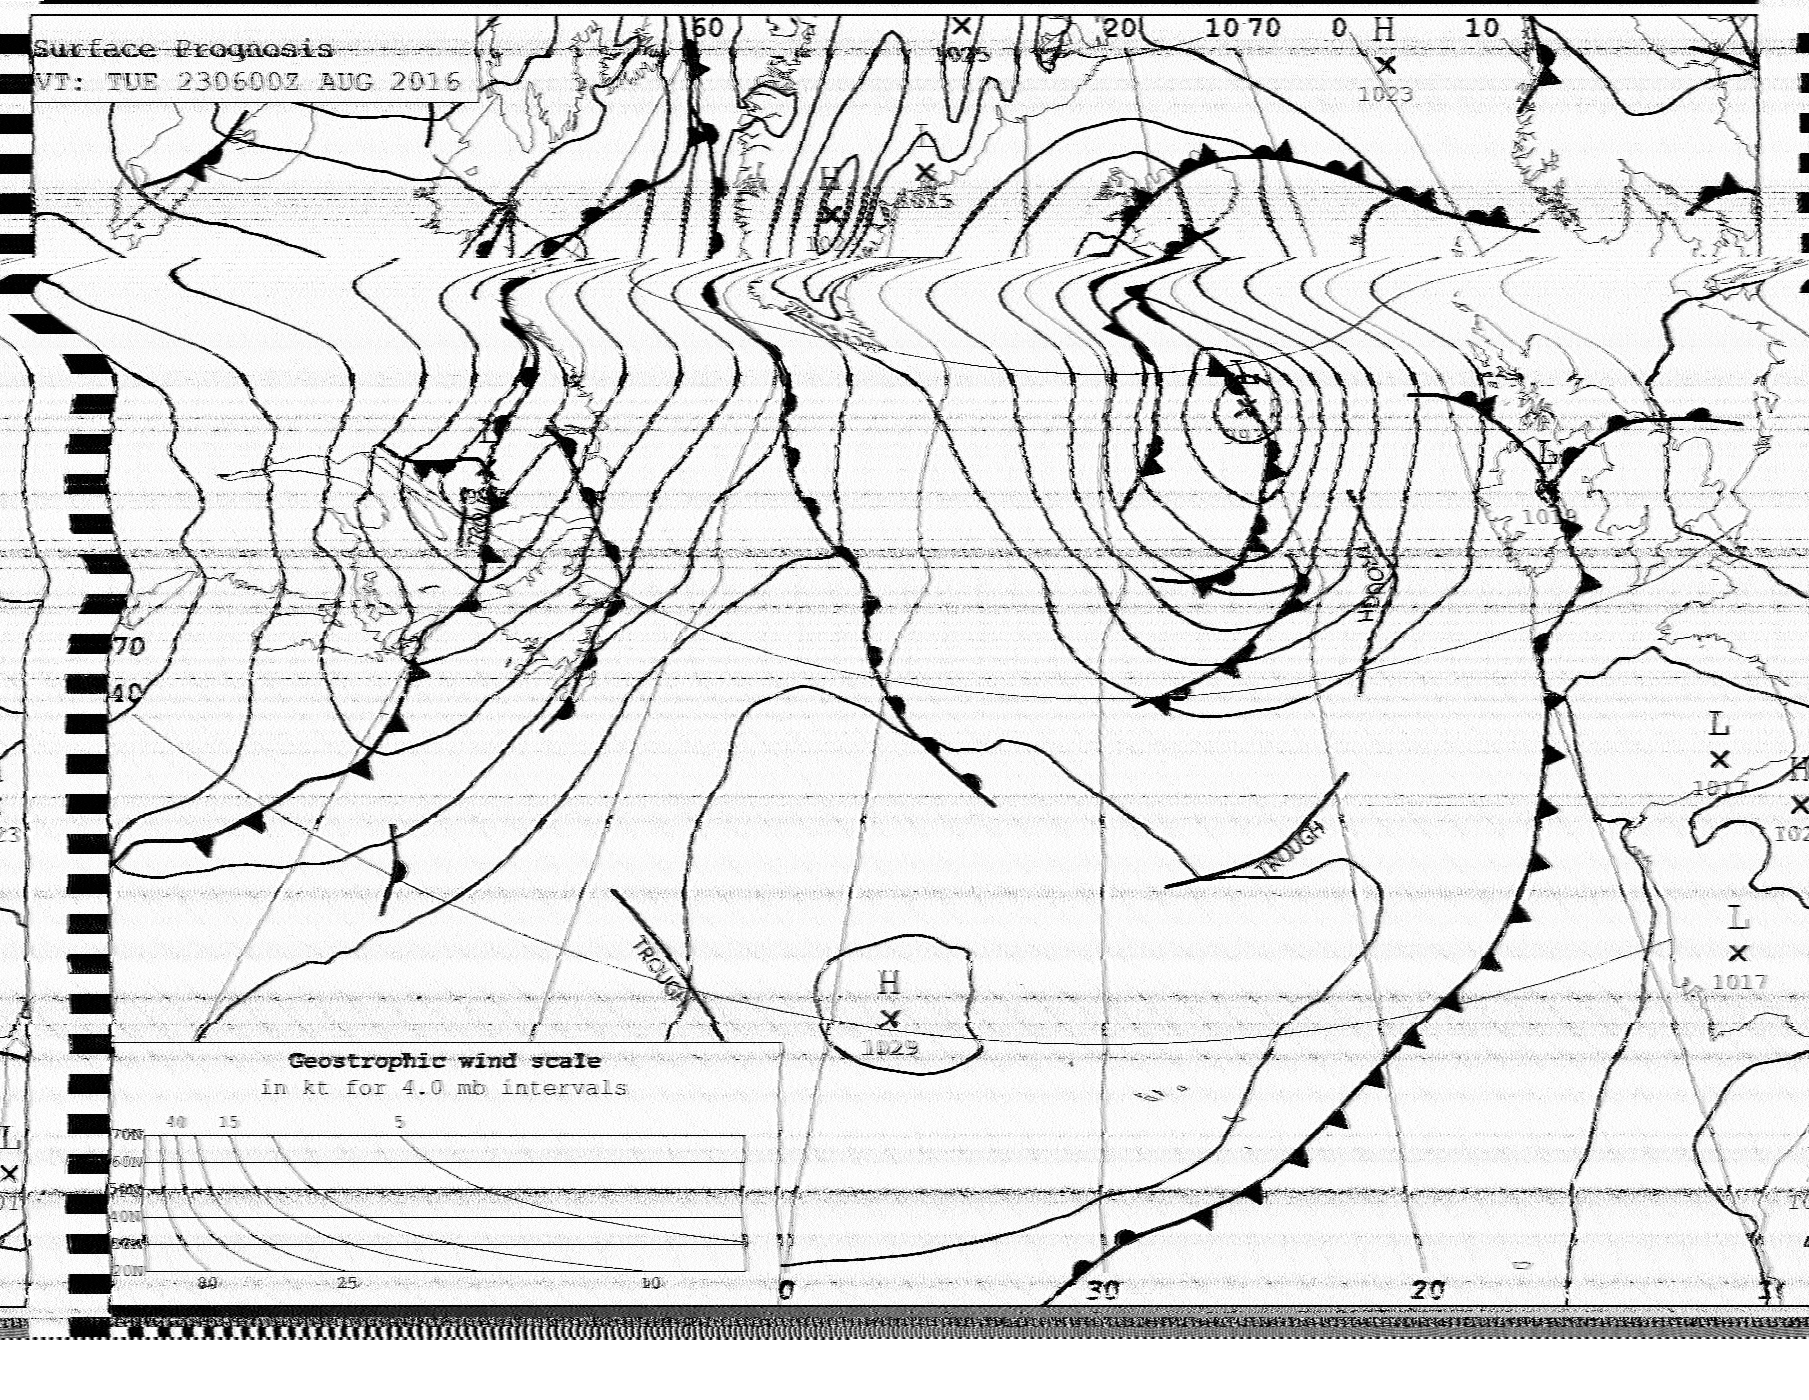 60
20
10 70
0
H
10
Surface Prognosis
1025
VT: TUE 230600Z AUG 2016
1023
L
H
1015
L
L
L
1019
TROUGH
TROUGH
70
40
L
1017
H
TROUGH
L
TROUGH
H
1017
1029
Geostrophic wind scale
in kt for 4.0 mb intervals
40 15 5
70N
60N
50N
40N
30N
20N
80 25 10
0
30
20